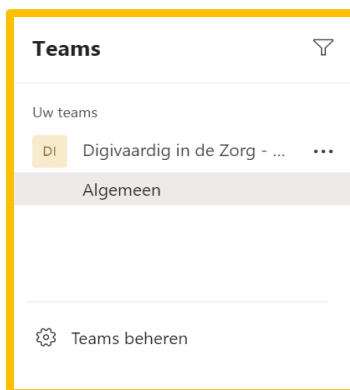 Teams
Uw teams
DI Digivaardig in de Zorg - ...
Algemeen
Teams beheren